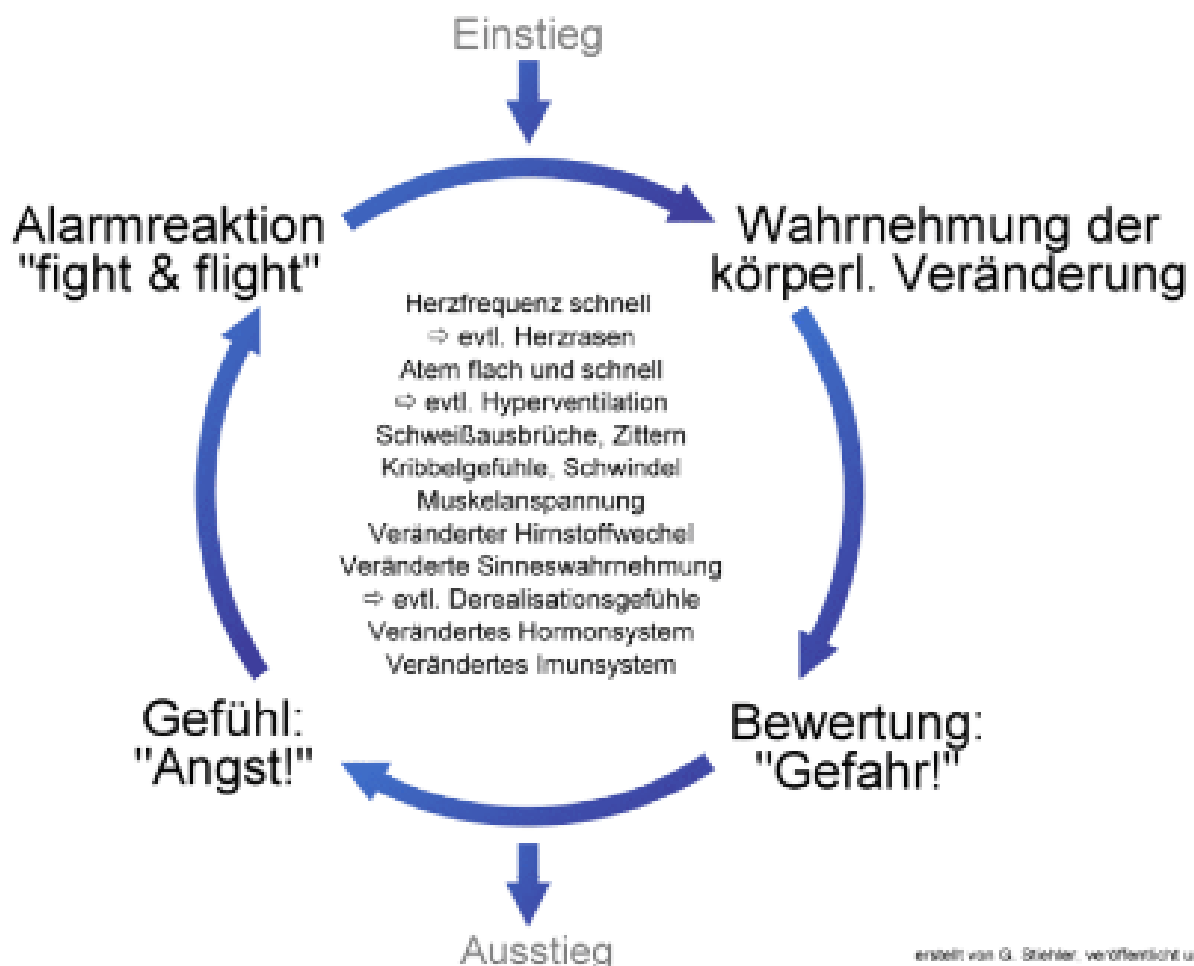 Einstieg
Alarmreaktion
"fight & flight"
Wahrnehmung der
körperl. Veränderung
Herzfrequenz schnell
⇨ evtl. Herzrasen
Atem flach und schnell
⇨ evtl. Hyperventilation
Schweißausbrüche, Zittern
Kribbelgefühle, Schwindel
Muskelanspannung
Veränderter Hirnstoffwechel
Veränderte Sinneswahrnehmung
⇨ evtl. Derealisationsgefühle
Verändertes Hormonsystem
Verändertes Imunsystem
Gefühl:
"Angst!"
Bewertung:
"Gefahr!"
Ausstieg
erstellt von G. Stiehler, veröffentlicht u